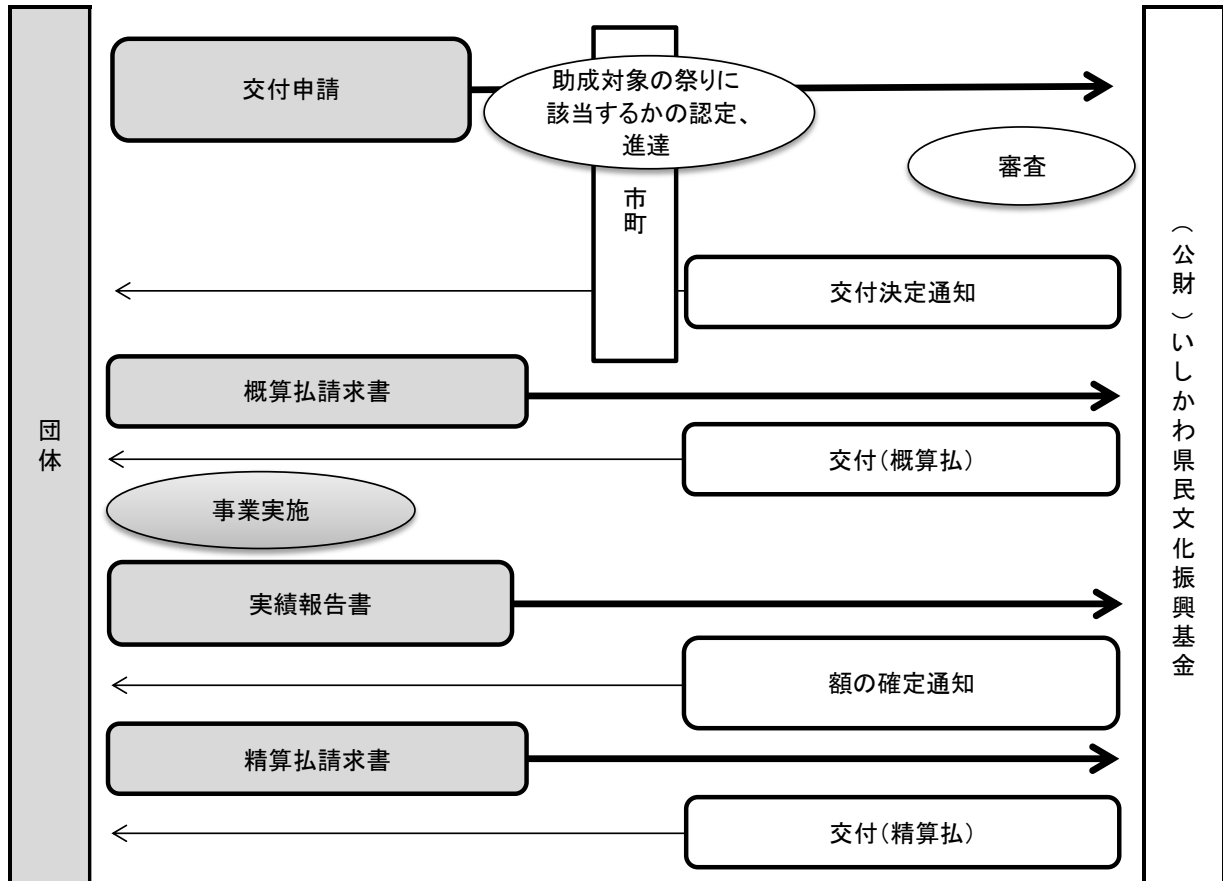 交付申請
助成対象の祭りに
該当するかの認定、
進達
審査
市町
交付決定通知
概算払請求書
団体
交付(概算払)
事業実施
実績報告書
額の確定通知
精算払請求書
交付(精算払)
(公財)いしかわ県民文化振興基金